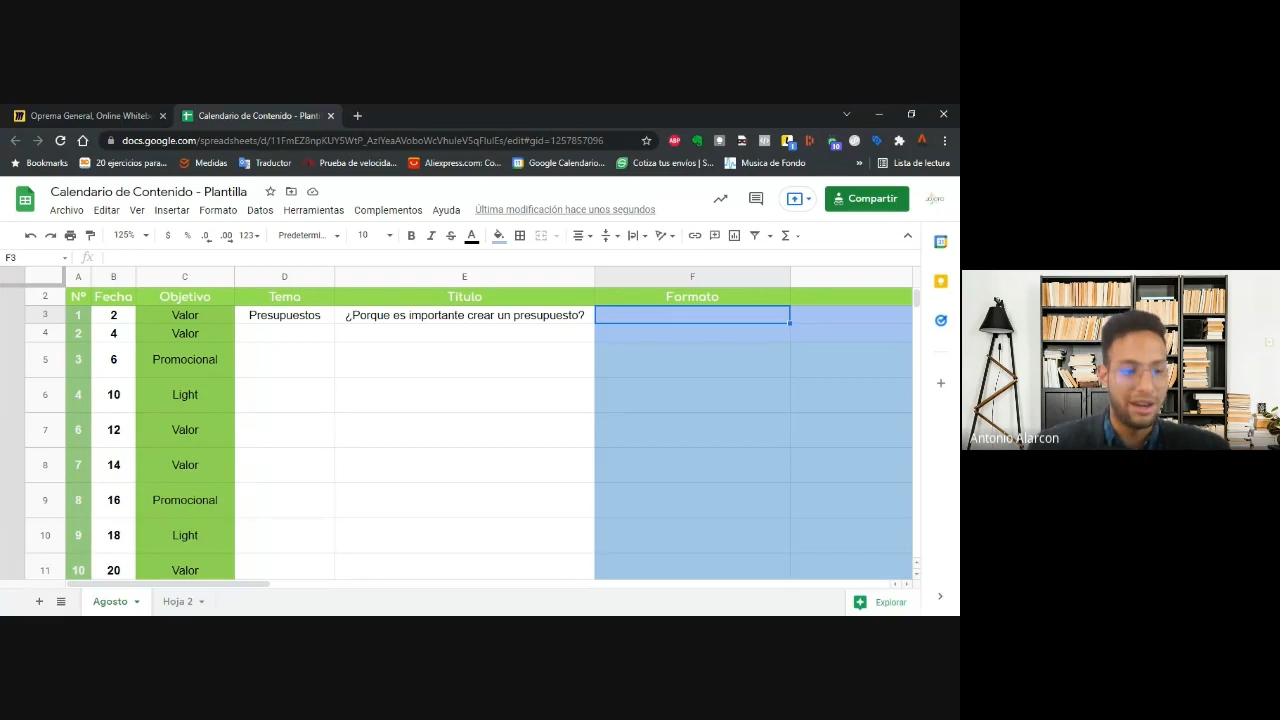 Oprema General, Online Whiteb
Calendario de Contenido - Planti
docs.google.com/spreadsheets/d/11FmEZ8npKUY5WtP_AzIYeaAVoboWcVhuIeV5qFIuIEs/edit#gid=1257857096
Bookmarks
20 ejercicios para...
Medidas
Traductor
Prueba de velocida...
Aliexpress.com: Co...
Google Calendario...
Cotiza tus envíos | S...
Musica de Fondo
»
Lista de lectura
Calendario de Contenido - Plantilla
Compartir
Archivo Editar Ver Insertar Formato Datos Herramientas Complementos Ayuda Última modificación hace unos segundos
125% $ % .0 .00 123 Predetermi... 10 B I S A
F3 fx
A B C D E F
2 Nº Fecha Objetivo Tema Titulo Formato
3 1 2 Valor Presupuestos ¿Porque es importante crear un presupuesto?
4 2 4 Valor
5 3 6 Promocional
6 4 10 Light
7 6 12 Valor
8 7 14 Valor
9 8 16 Promocional
10 9 18 Light
11 10 20 Valor
Agosto Hoja 2 Explorar
Antonio Alarcon